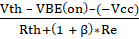 Vth − VBE(on)−(−Vcc)
Rth+(1 + β)*Re